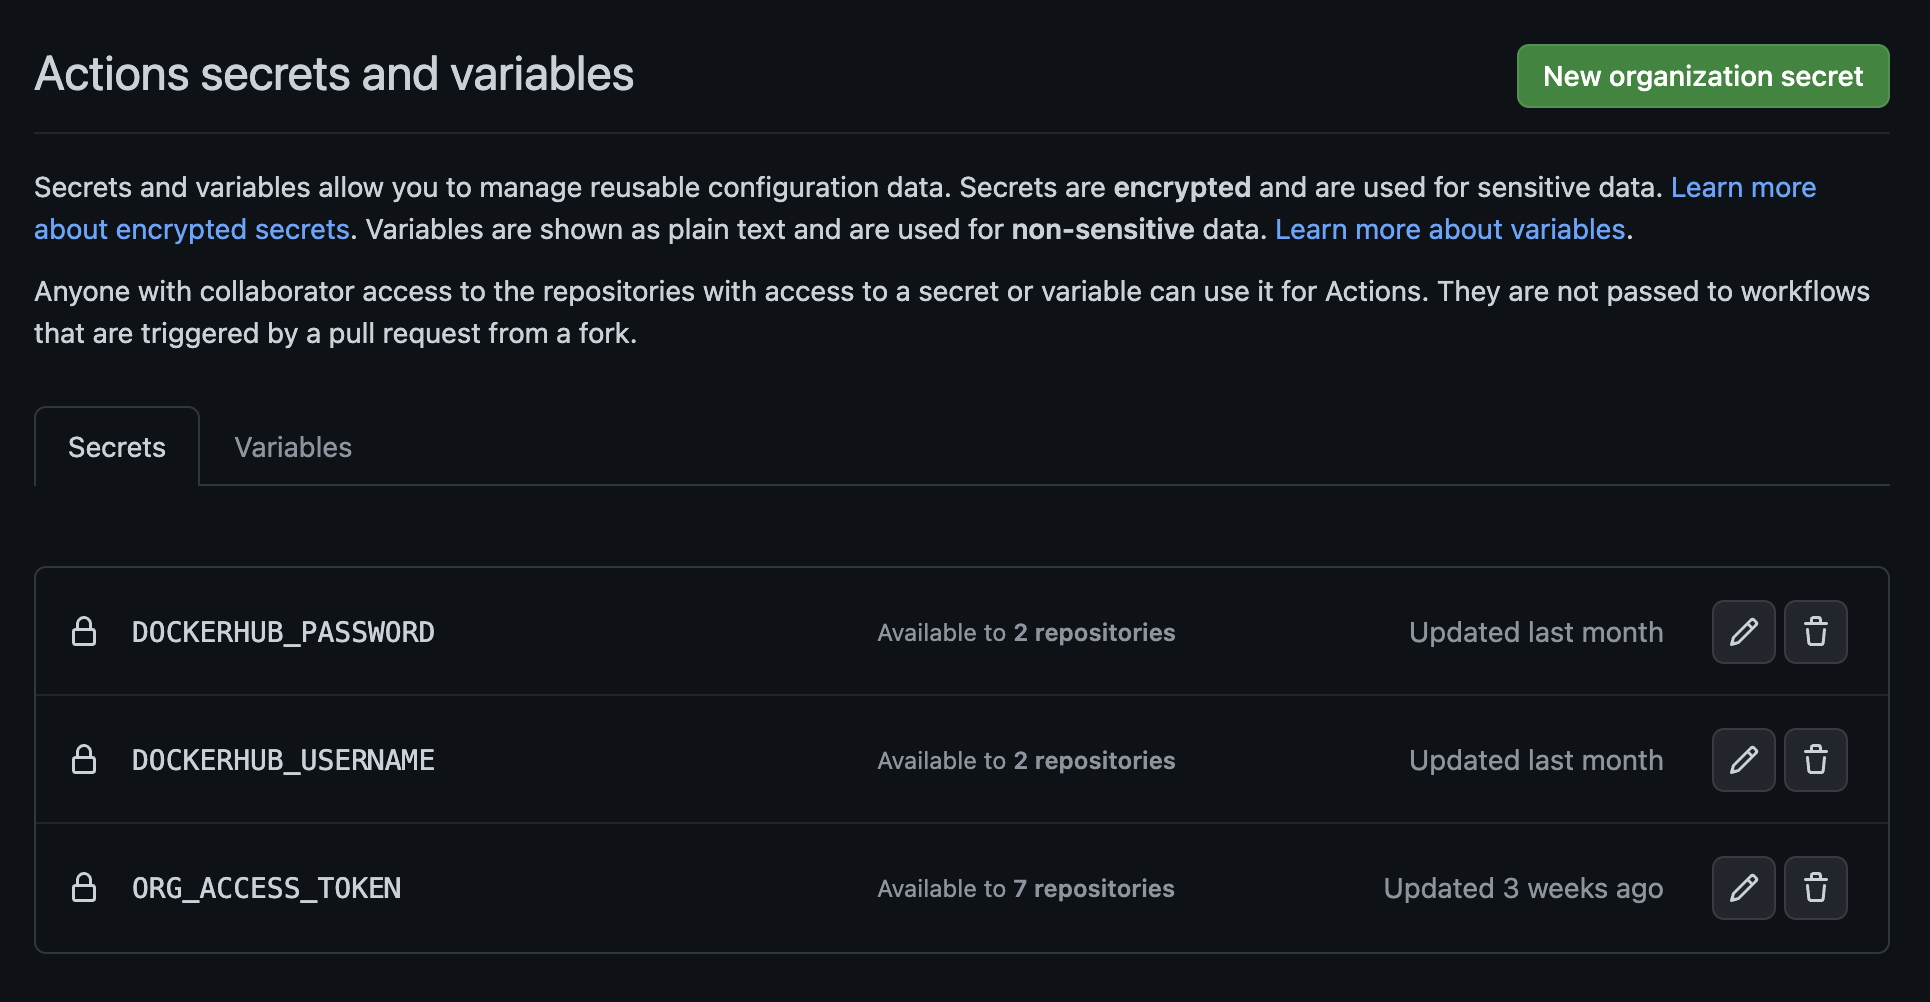 Actions secrets and variables
New organization secret
Secrets and variables allow you to manage reusable configuration data. Secrets are encrypted and are used for sensitive data. Learn more
about encrypted secrets. Variables are shown as plain text and are used for non-sensitive data. Learn more about variables.
Anyone with collaborator access to the repositories with access to a secret or variable can use it for Actions. They are not passed to workflows
that are triggered by a pull request from a fork.
Secrets Variables
DOCKERHUB_PASSWORD Available to 2 repositories Updated last month
DOCKERHUB_USERNAME Available to 2 repositories Updated last month
ORG_ACCESS_TOKEN Available to 7 repositories Updated 3 weeks ago